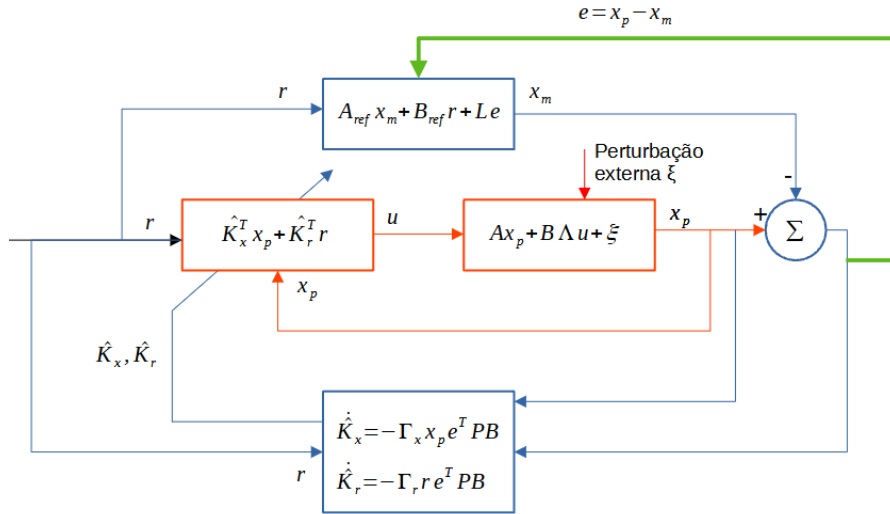 e=x_p−x_m
r
A_ref x_m+B_ref r+Le
x_m
Perturbação
externa ξ
-
r
K̂_x^T x_p+K̂_r^T r
u
Ax_p+BΛu+ξ
x_p
+
Σ
x_p
K̂_x, K̂_r
K̂̇_x=−Γ_x x_p e^T PB
K̂̇_r=−Γ_r r e^T PB
r